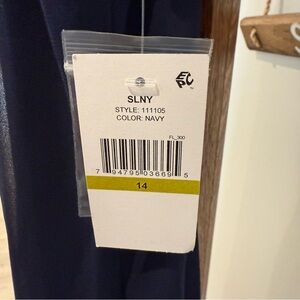 SLNY
STYLE: 111105
COLOR: NAVY
FL_300
7 94795 03669 5
14